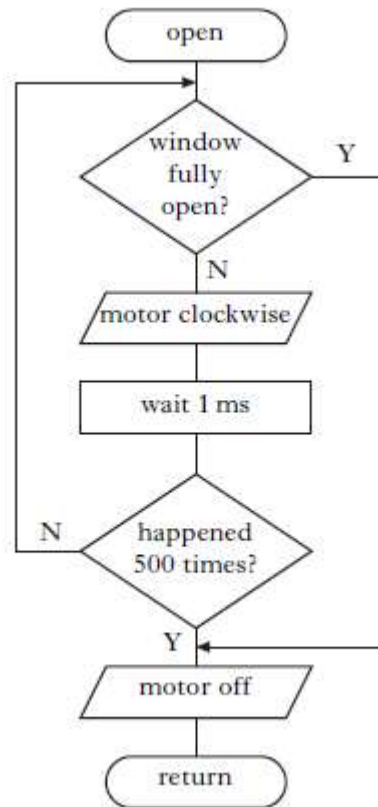 open
window
fully
open?
Y
N
motor clockwise
wait 1 ms
N
happened
500 times?
Y
motor off
return